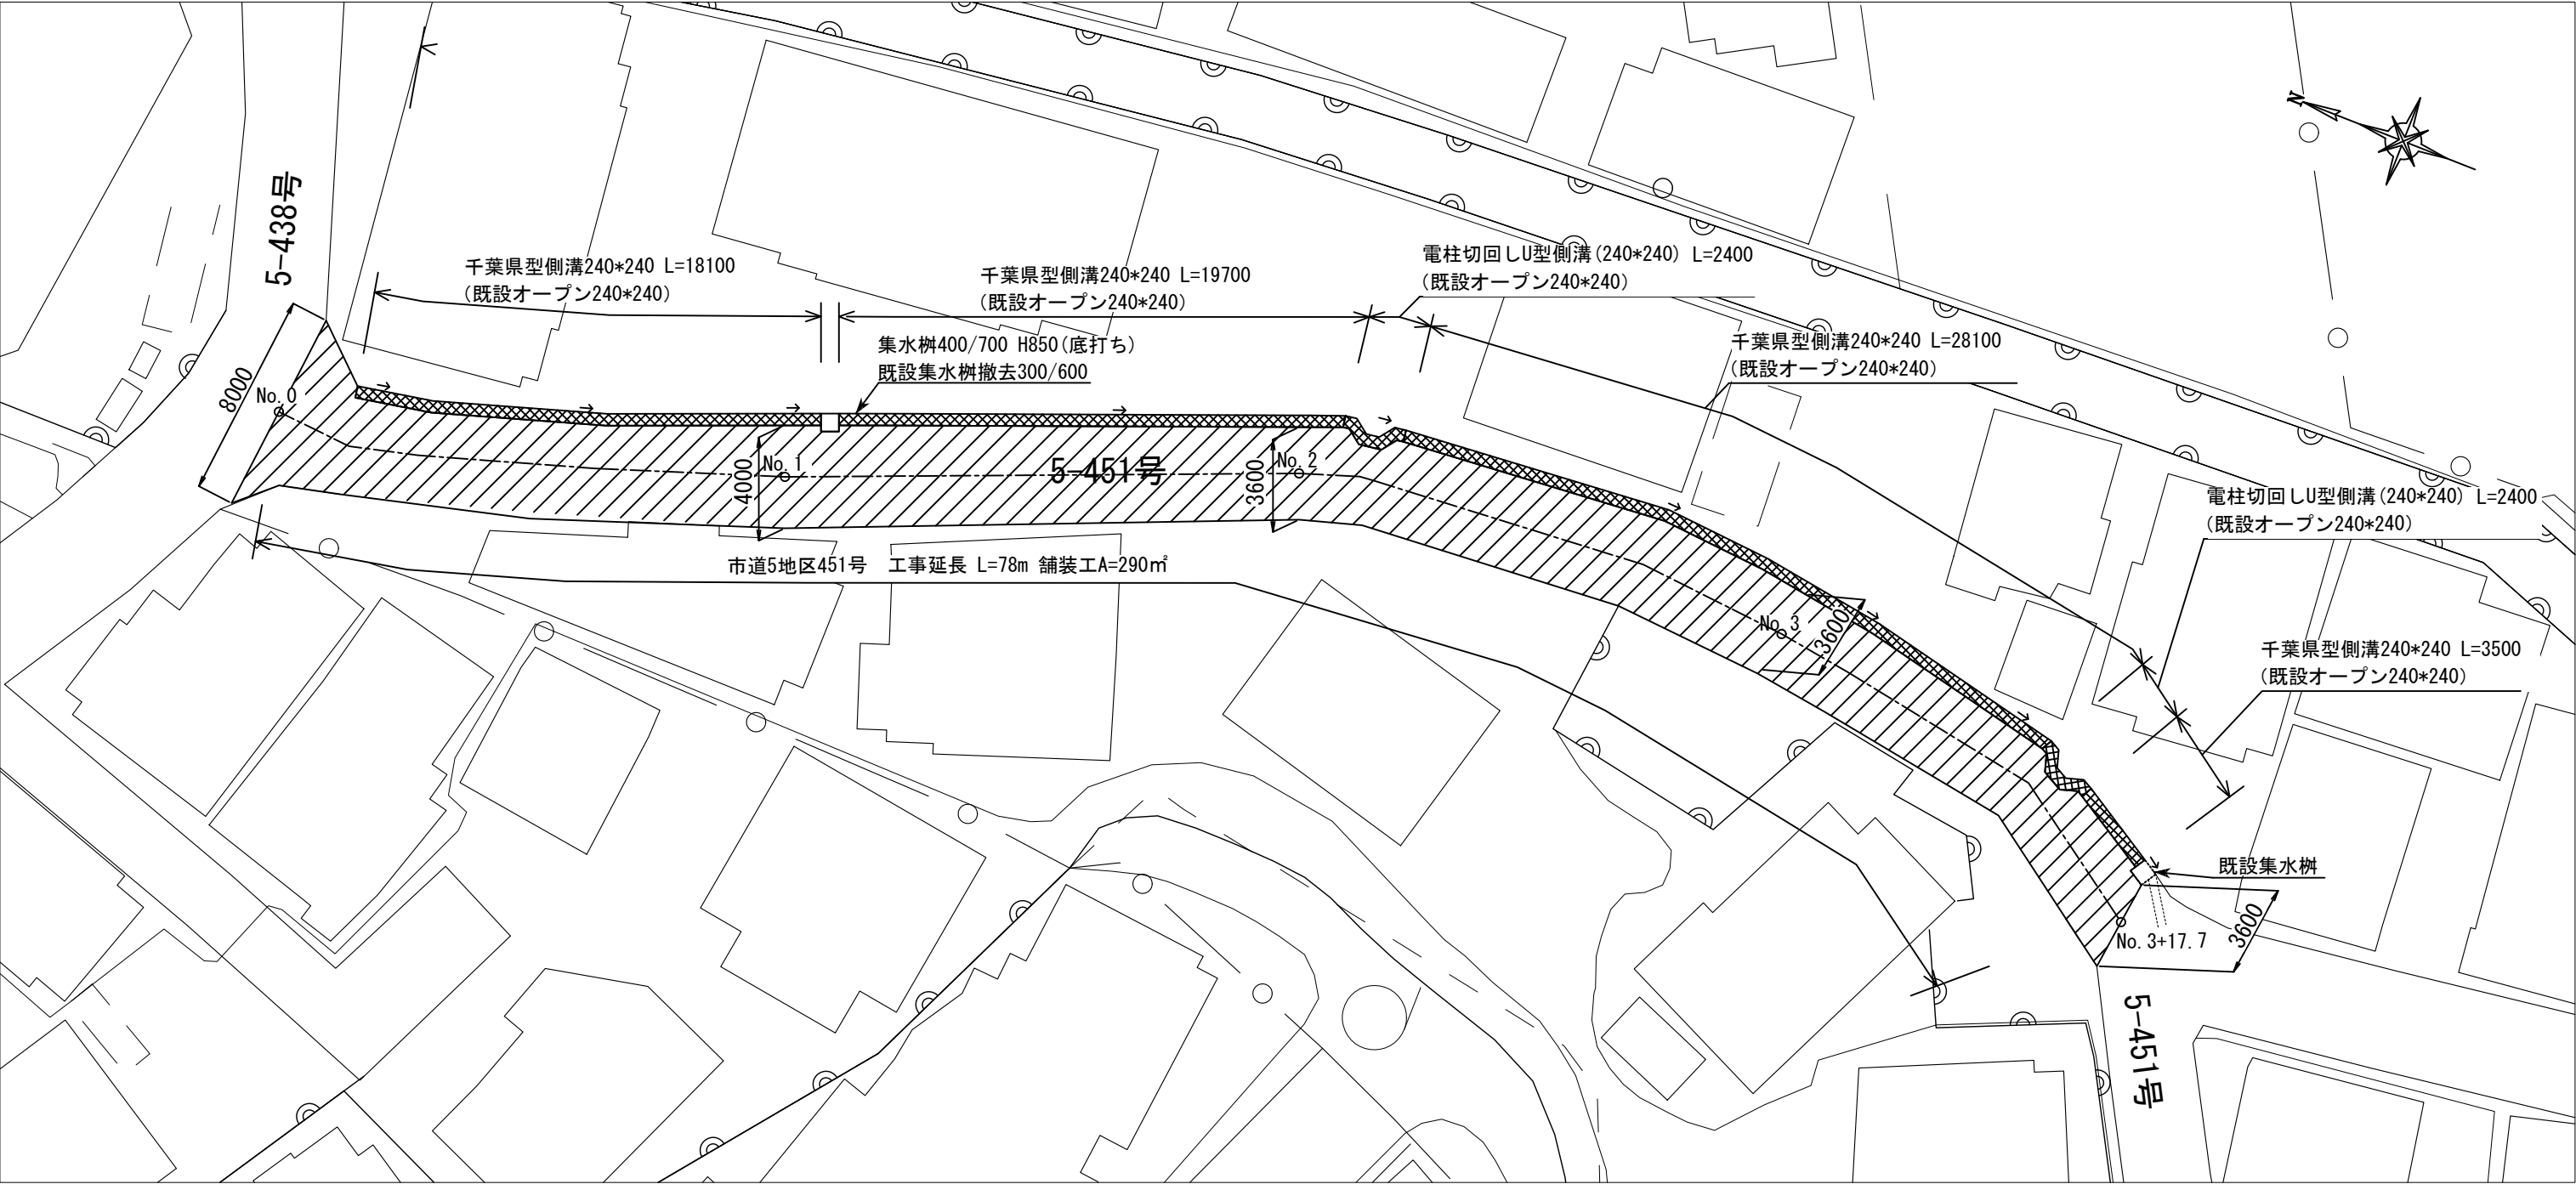 N
5-438号
千葉県型側溝240*240 L=18100
(既設オープン240*240)
千葉県型側溝240*240 L=19700
(既設オープン240*240)
電柱切回しU型側溝(240*240) L=2400
(既設オープン240*240)
千葉県型側溝240*240 L=28100
(既設オープン240*240)
集水桝400/700 H850(底打ち)
既設集水桝撤去300/600
8000
No.0
4000
No.1
5-451号
3600
No.2
電柱切回しU型側溝(240*240) L=2400
(既設オープン240*240)
市道5地区451号 工事延長 L=78m 舗装工A=290㎡
No.3
3600
千葉県型側溝240*240 L=3500
(既設オープン240*240)
既設集水桝
No.3+17.7
3600
5-451号